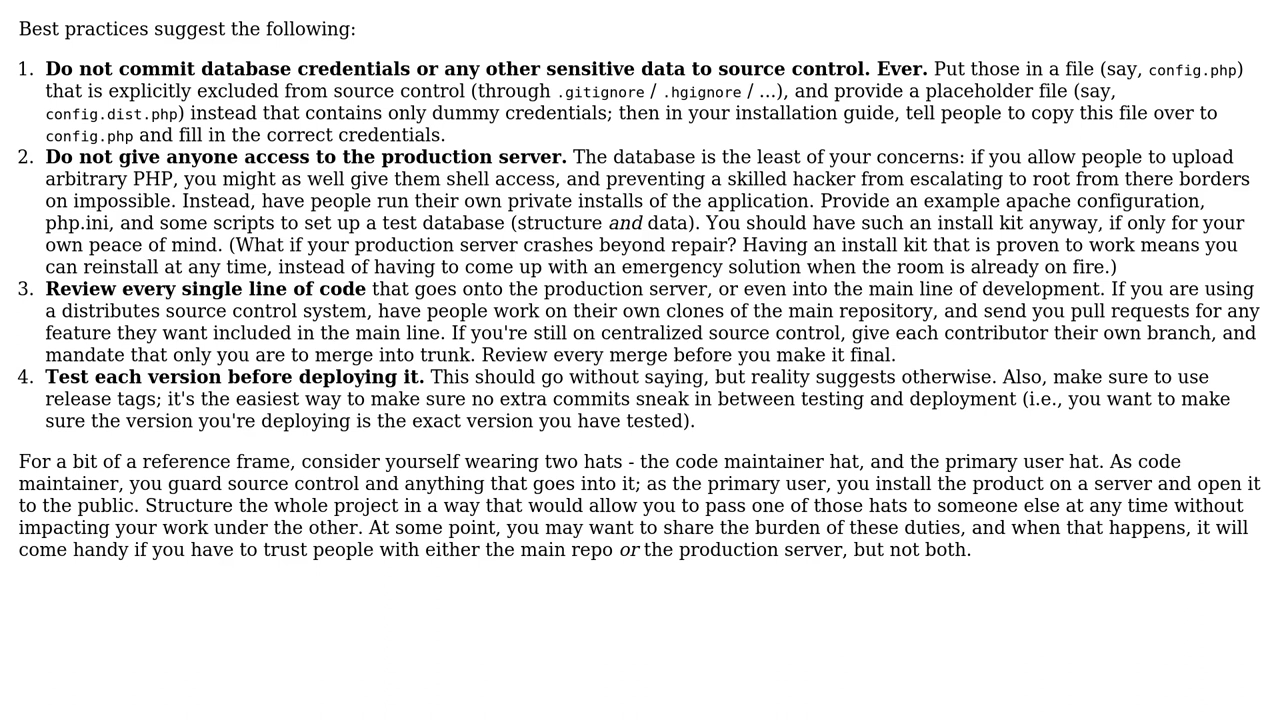 Best practices suggest the following:
1. Do not commit database credentials or any other sensitive data to source control. Ever. Put those in a file (say, config.php)
that is explicitly excluded from source control (through .gitignore / .hgignore / ...), and provide a placeholder file (say,
config.dist.php) instead that contains only dummy credentials; then in your installation guide, tell people to copy this file over to
config.php and fill in the correct credentials.
2. Do not give anyone access to the production server. The database is the least of your concerns: if you allow people to upload
arbitrary PHP, you might as well give them shell access, and preventing a skilled hacker from escalating to root from there borders
on impossible. Instead, have people run their own private installs of the application. Provide an example apache configuration,
php.ini, and some scripts to set up a test database (structure and data). You should have such an install kit anyway, if only for your
own peace of mind. (What if your production server crashes beyond repair? Having an install kit that is proven to work means you
can reinstall at any time, instead of having to come up with an emergency solution when the room is already on fire.)
3. Review every single line of code that goes onto the production server, or even into the main line of development. If you are using
a distributes source control system, have people work on their own clones of the main repository, and send you pull requests for any
feature they want included in the main line. If you're still on centralized source control, give each contributor their own branch, and
mandate that only you are to merge into trunk. Review every merge before you make it final.
4. Test each version before deploying it. This should go without saying, but reality suggests otherwise. Also, make sure to use
release tags; it's the easiest way to make sure no extra commits sneak in between testing and deployment (i.e., you want to make
sure the version you're deploying is the exact version you have tested).
For a bit of a reference frame, consider yourself wearing two hats - the code maintainer hat, and the primary user hat. As code
maintainer, you guard source control and anything that goes into it; as the primary user, you install the product on a server and open it
to the public. Structure the whole project in a way that would allow you to pass one of those hats to someone else at any time without
impacting your work under the other. At some point, you may want to share the burden of these duties, and when that happens, it will
come handy if you have to trust people with either the main repo or the production server, but not both.